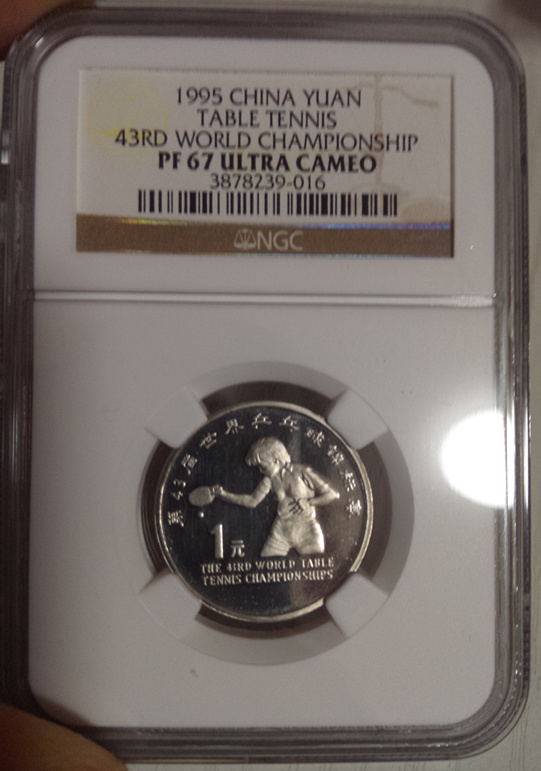 1995 CHINA YUAN
TABLE TENNIS
43RD WORLD CHAMPIONSHIP
PF 67 ULTRA CAMEO
3878239-016
NGC
第43届世界乒乓球锦标赛
1元
THE 43RD WORLD TABLE
TENNIS CHAMPIONSHIPS